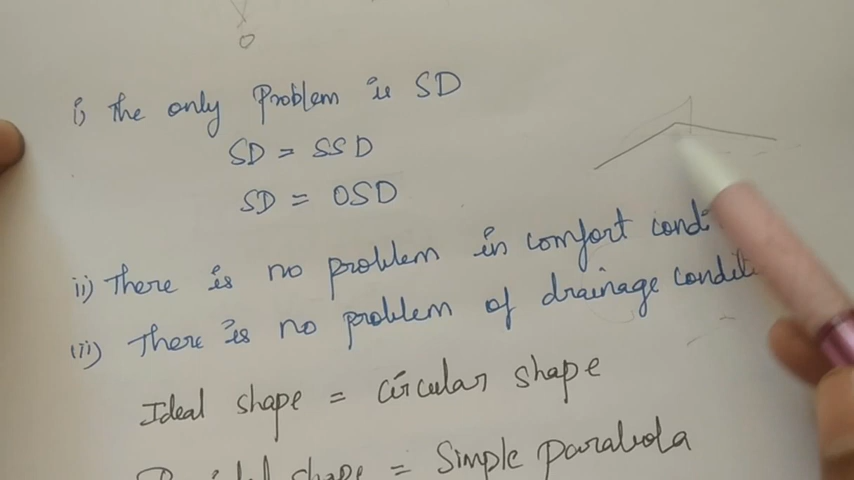 O
i) The only Problem is SD
SD = SSD
SD = OSD
ii) There is no problem in comfort
iii) There is no problem of drainage
Ideal shape = circular shape
shape = Simple parabola